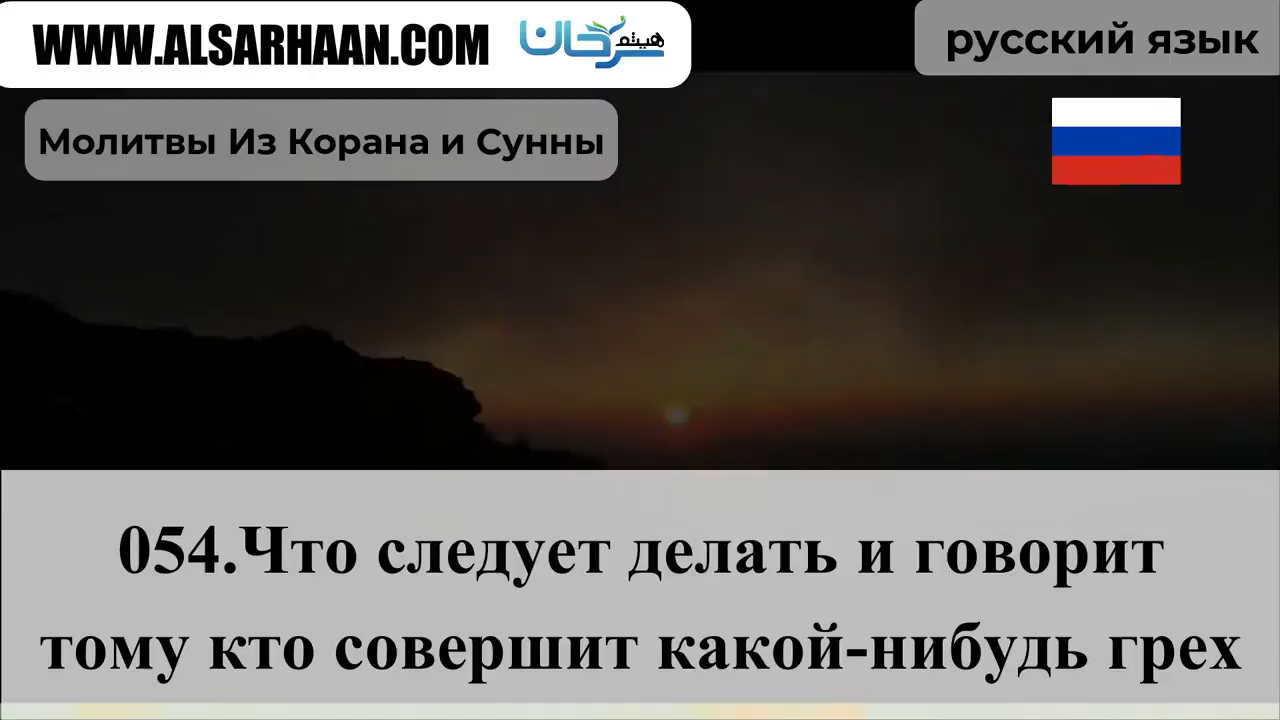 WWW.ALSARHAAN.COM
هيثم سرحان
русский язык
Молитвы Из Корана и Сунны
054.Что следует делать и говорит
тому кто совершит какой-нибудь грех